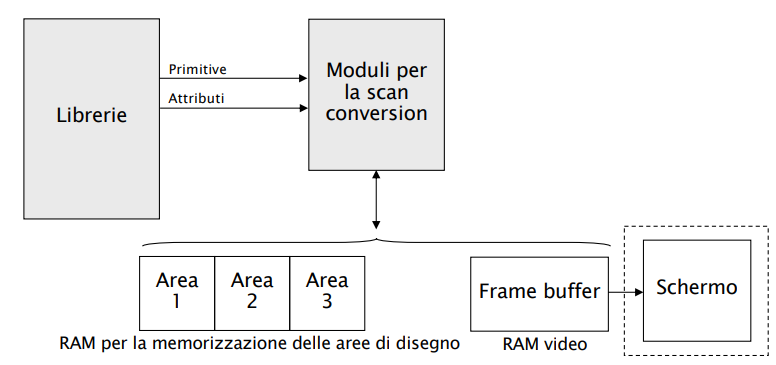 Librerie
Primitive
Attributi
Moduli per
la scan
conversion
Area
1
Area
2
Area
3
RAM per la memorizzazione delle aree di disegno
Frame buffer
RAM video
Schermo